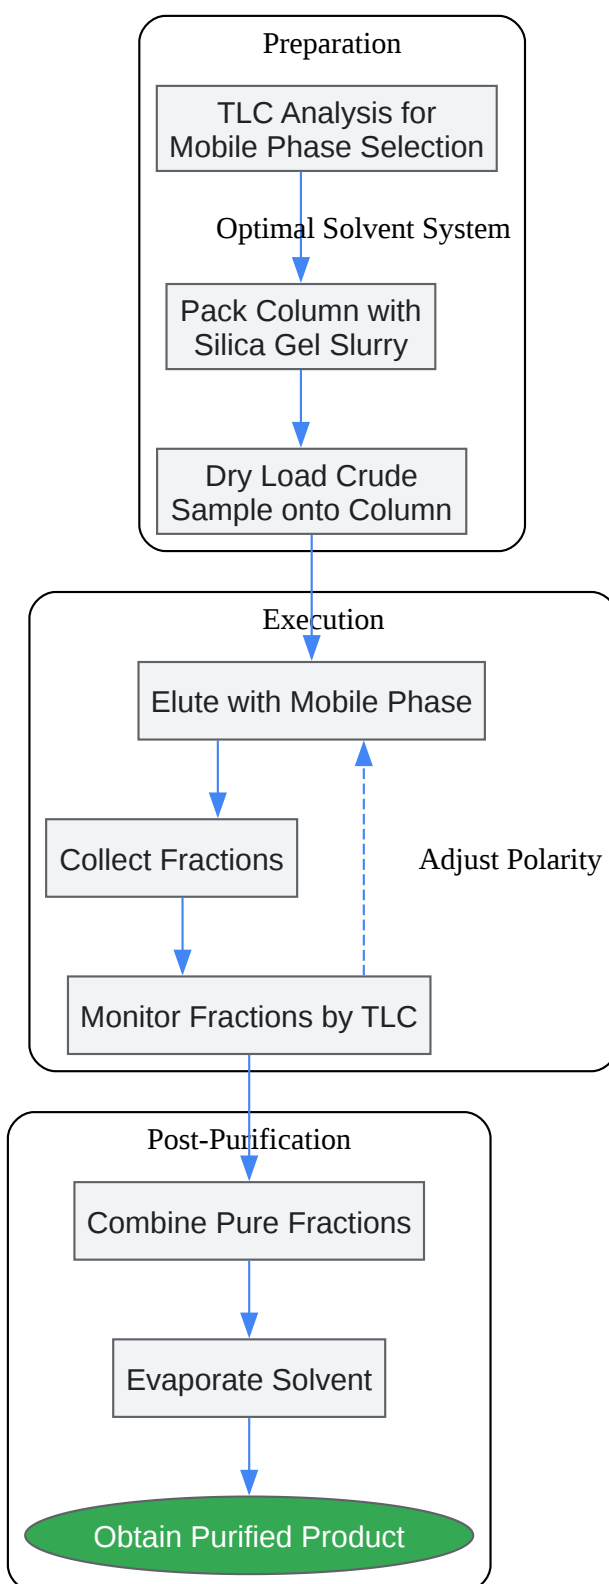 Preparation
TLC Analysis for
Mobile Phase Selection
Optimal Solvent System
Pack Column with
Silica Gel Slurry
Dry Load Crude
Sample onto Column
Execution
Elute with Mobile Phase
Collect Fractions
Adjust Polarity
Monitor Fractions by TLC
Post-Purification
Combine Pure Fractions
Evaporate Solvent
Obtain Purified Product